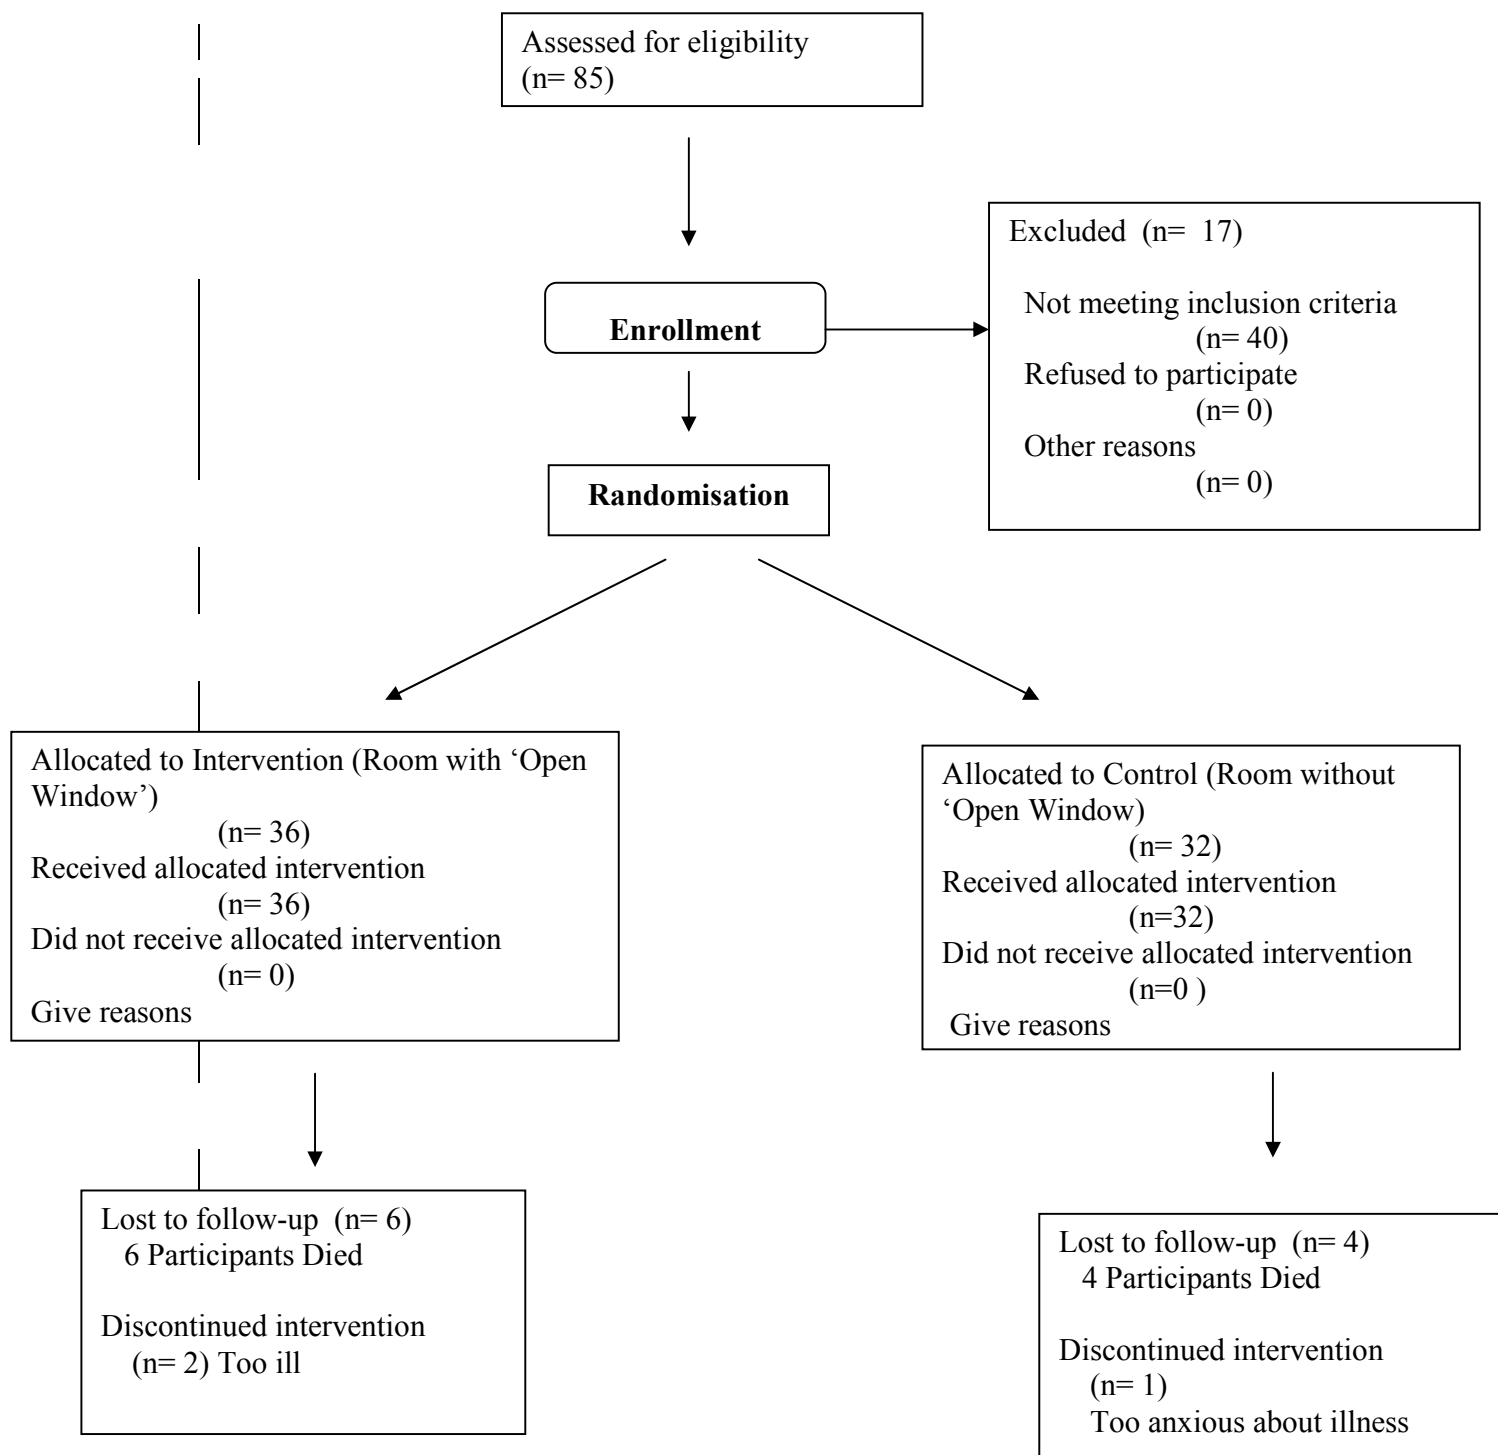 Assessed for eligibility
(n= 85)
Excluded  (n=  17)
Not meeting inclusion criteria
(n= 40)
Refused to participate
(n= 0)
Other reasons
(n= 0)
Enrollment
Randomisation
Allocated to Intervention (Room with ‘Open
Window’)
(n= 36)
Received allocated intervention
(n= 36)
Did not receive allocated intervention
(n= 0)
Give reasons
Allocated to Control (Room without
‘Open Window)
(n= 32)
Received allocated intervention
(n=32)
Did not receive allocated intervention
(n=0 )
Give reasons
Lost to follow-up  (n= 6)
6 Participants Died
Discontinued intervention
(n= 2) Too ill
Lost to follow-up  (n= 4)
4 Participants Died
Discontinued intervention
(n= 1)
Too anxious about illness